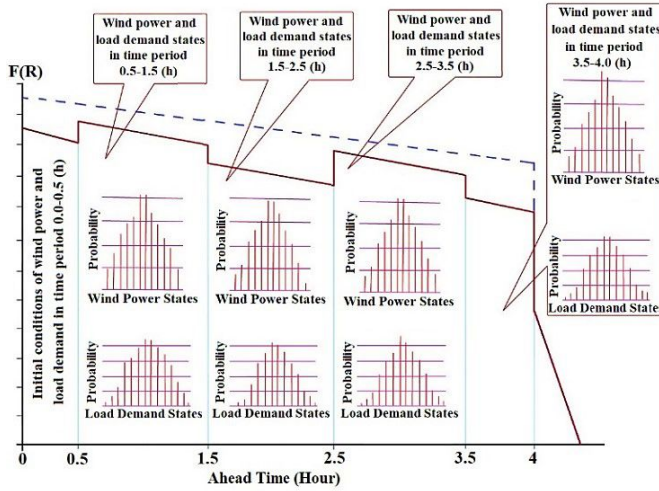 Wind power and
load demand states
in time period
0.5-1.5 (h)
Wind power and
load demand states
in time period
1.5-2.5 (h)
Wind power and
load demand states
in time period
2.5-3.5 (h)
Wind power and
load demand states
in time period
3.5-4.0 (h)
Probability
Wind Power States
Probability
Load Demand States
F(R)
Initial conditions of wind power and
load demand in time period 0.0-0.5 (h)
Probability
Wind Power States
Probability
Wind Power States
Probability
Wind Power States
Probability
Load Demand States
Probability
Load Demand States
Probability
Load Demand States
0
0.5
1.5
2.5
3.5
4
Ahead Time (Hour)